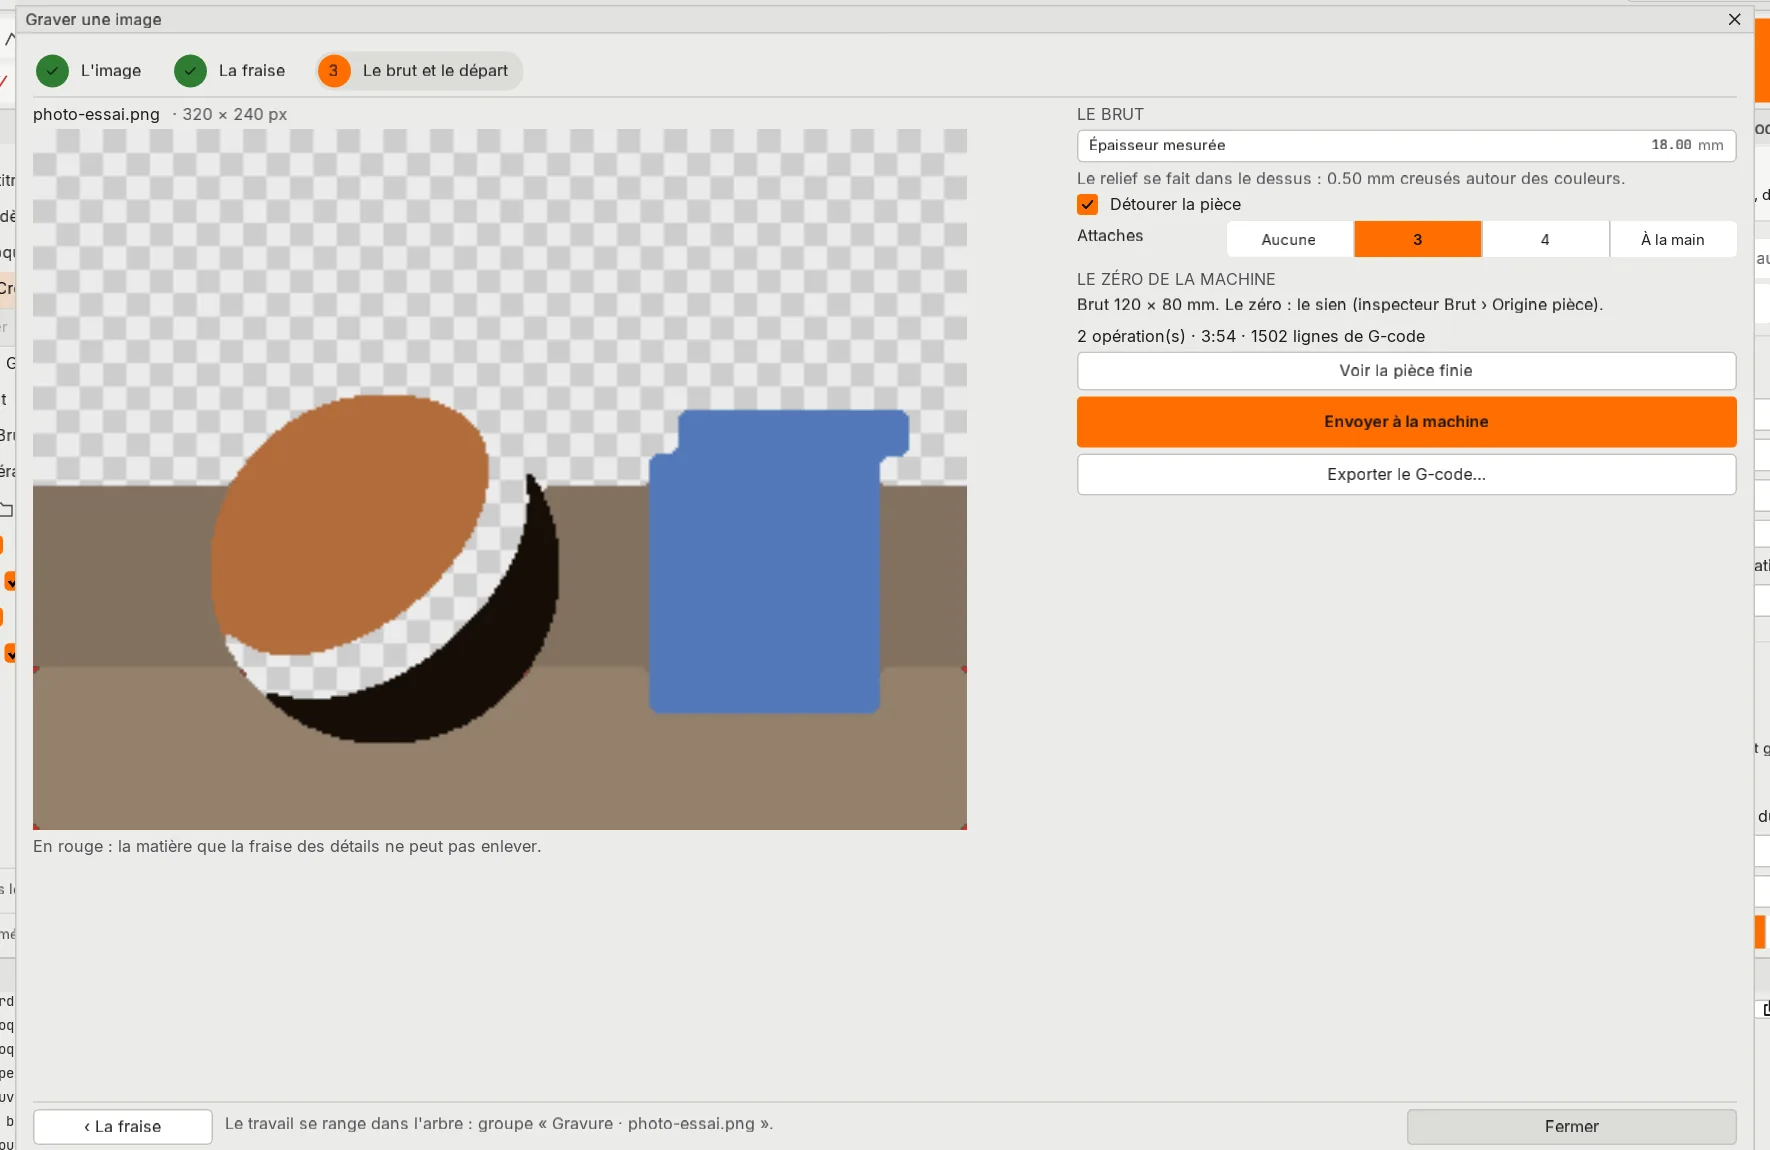 Graver une image
L'image
La fraise
3 Le brut et le départ
photo-essai.png · 320 × 240 px
En rouge : la matière que la fraise des détails ne peut pas enlever.
LE BRUT
Épaisseur mesurée 18.00 mm
Le relief se fait dans le dessus : 0.50 mm creusés autour des couleurs.
Détourer la pièce
Attaches Aucune 3 4 À la main
LE ZÉRO DE LA MACHINE
Brut 120 × 80 mm. Le zéro : le sien (inspecteur Brut › Origine pièce).
2 opération(s) · 3:54 · 1502 lignes de G-code
Voir la pièce finie
Envoyer à la machine
Exporter le G-code...
‹ La fraise
Le travail se range dans l'arbre : groupe « Gravure · photo-essai.png ».
Fermer